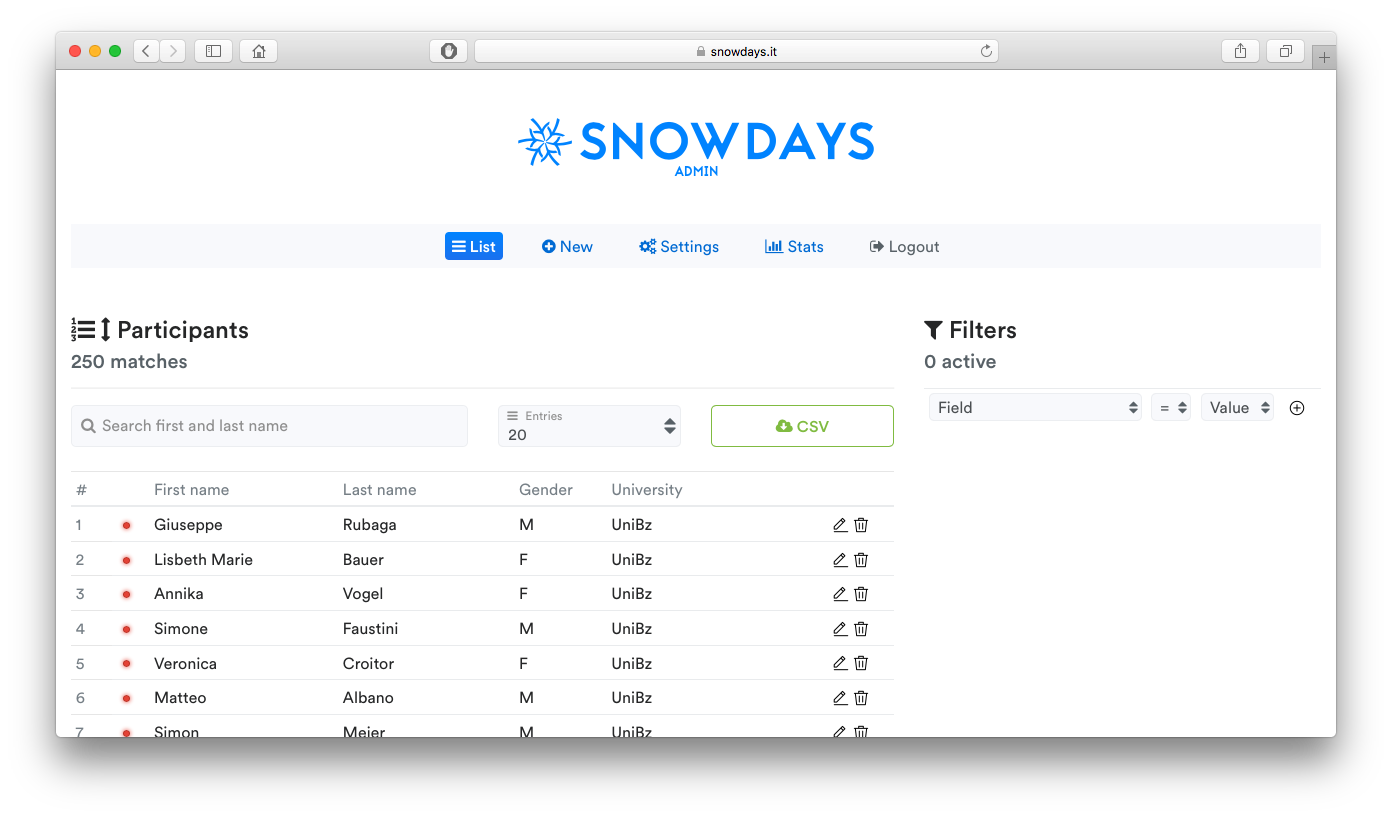 snowdays.it
SNOWDAYS
ADMIN
List New Settings Stats Logout
Participants
250 matches
Search first and last name
Entries
20
CSV
# First name Last name Gender University
1 Giuseppe Rubaga M UniBz
2 Lisbeth Marie Bauer F UniBz
3 Annika Vogel F UniBz
4 Simone Faustini M UniBz
5 Veronica Croitor F UniBz
6 Matteo Albano M UniBz
7 Simon Meier M UniBz
Filters
0 active
Field = Value